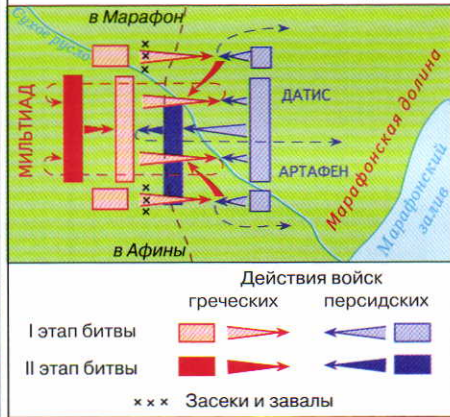 в Марафон
Сухое русло
МИЛЬТИАД
ДАТИС
АРТАФЕН
Марафонская долина
Марафонский
залив
в Афины
Действия войск
греческих персидских
I этап битвы
II этап битвы
××× Засеки и завалы